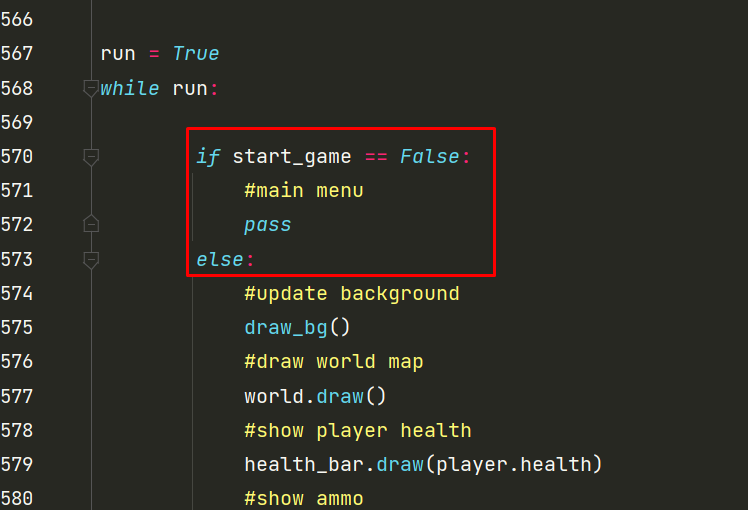 566
567 run = True
568 while run:
569
570 if start_game == False:
571 #main menu
572 pass
573 else:
574 #update background
575 draw_bg()
576 #draw world map
577 world.draw()
578 #show player health
579 health_bar.draw(player.health)
580 #show ammo